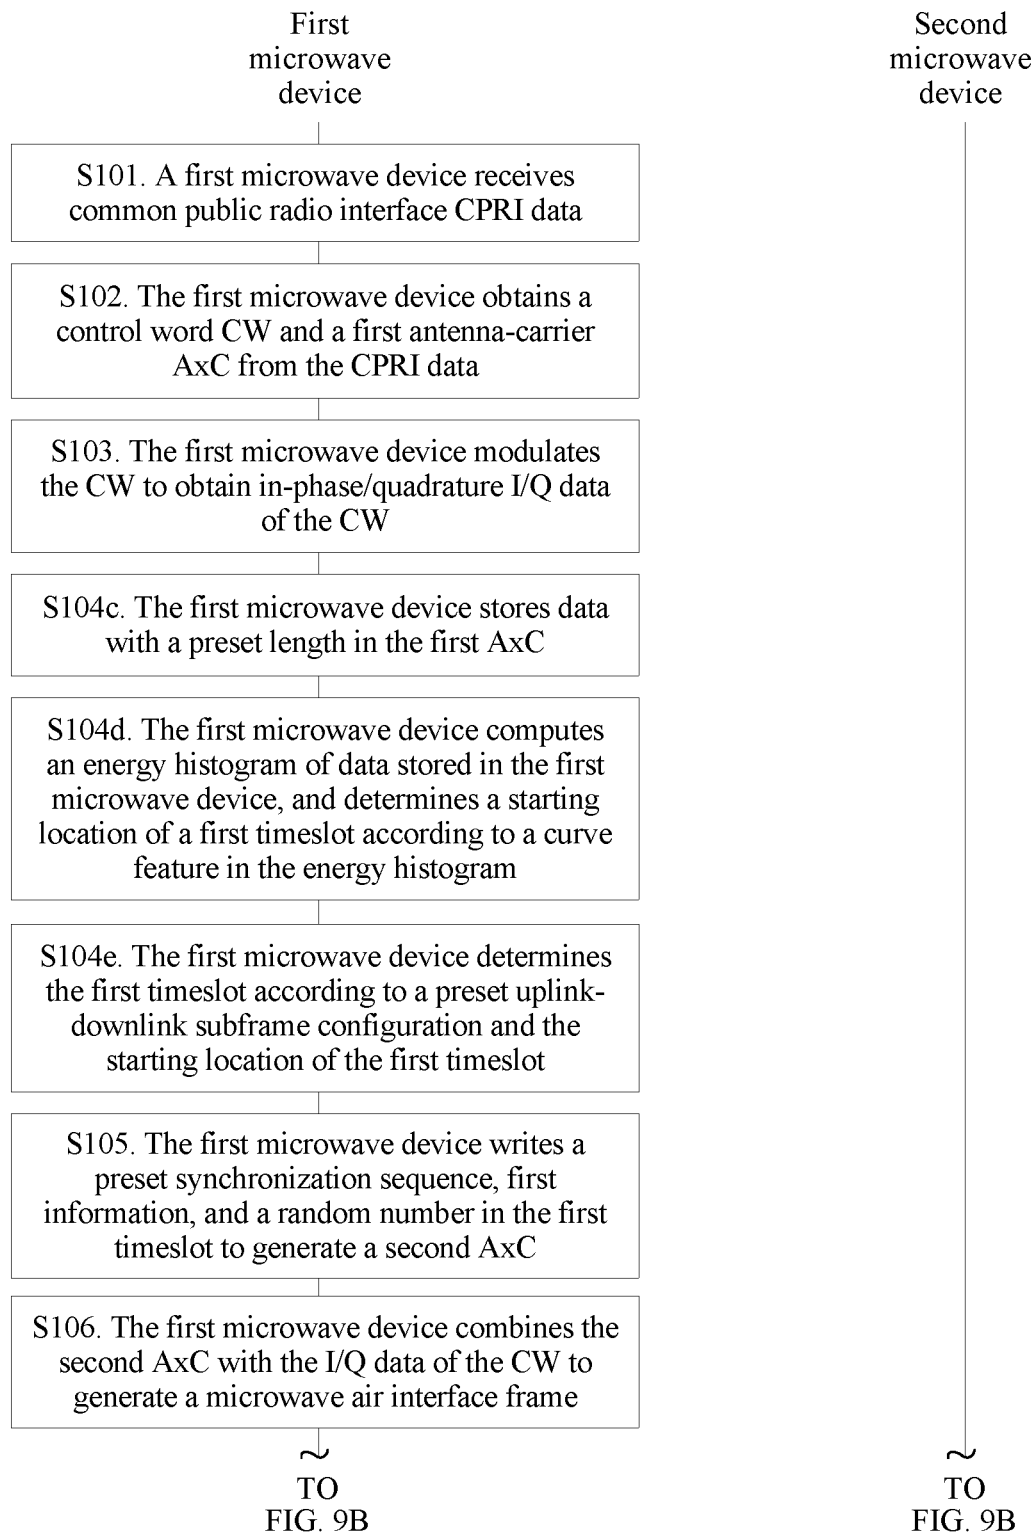 First
microwave
device
Second
microwave
device
S101. A first microwave device receives
common public radio interface CPRI data
S102. The first microwave device obtains a
control word CW and a first antenna-carrier
AxC from the CPRI data
S103. The first microwave device modulates
the CW to obtain in-phase/quadrature I/Q data
of the CW
S104c. The first microwave device stores data
with a preset length in the first AxC
S104d. The first microwave device computes
an energy histogram of data stored in the first
microwave device, and determines a starting
location of a first timeslot according to a curve
feature in the energy histogram
S104e. The first microwave device determines
the first timeslot according to a preset uplink-
downlink subframe configuration and the
starting location of the first timeslot
S105. The first microwave device writes a
preset synchronization sequence, first
information, and a random number in the first
timeslot to generate a second AxC
S106. The first microwave device combines the
second AxC with the I/Q data of the CW to
generate a microwave air interface frame
~
TO
FIG. 9B
~
TO
FIG. 9B